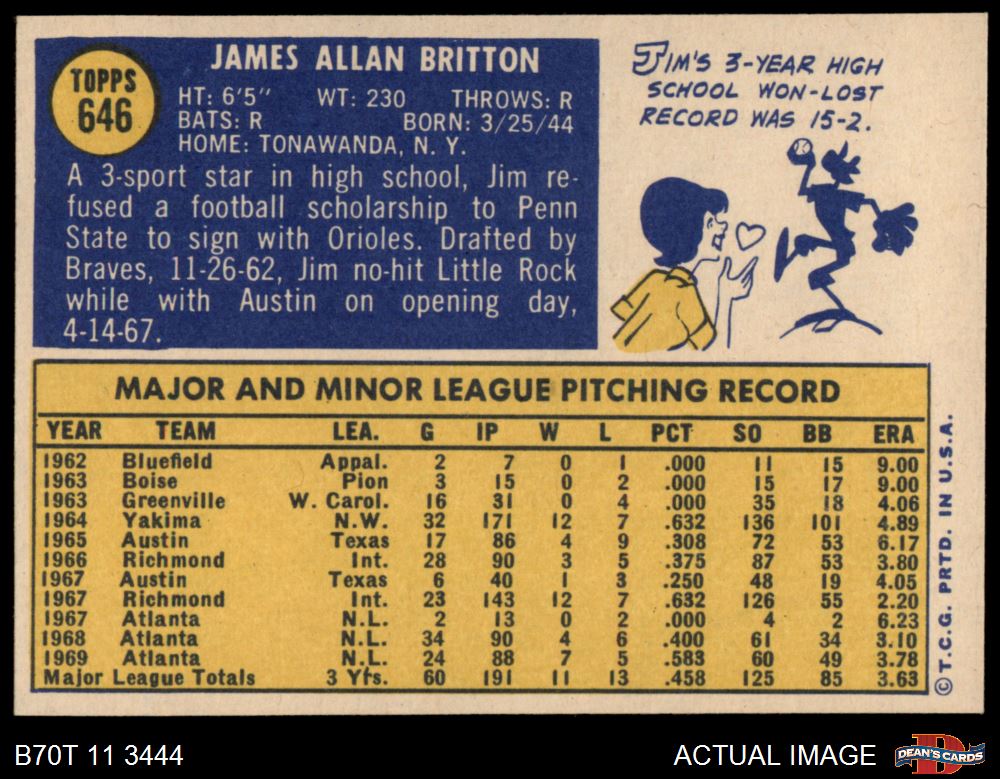 TOPPS
646
JAMES ALLAN BRITTON
HT: 6'5" WT: 230 THROWS: R
BATS: R BORN: 3/25/44
HOME: TONAWANDA, N. Y.
A 3-sport star in high school, Jim re-
fused a football scholarship to Penn
State to sign with Orioles. Drafted by
Braves, 11-26-62, Jim no-hit Little Rock
while with Austin on opening day,
4-14-67.
JIM'S 3-YEAR HIGH
SCHOOL WON-LOST
RECORD WAS 15-2.
MAJOR AND MINOR LEAGUE PITCHING RECORD
YEAR TEAM LEA. G IP W L PCT SO BB ERA
1962 Bluefield Appal. 2 7 0 1 .000 11 15 9.00
1963 Boise Pion 3 15 0 2 .000 15 17 9.00
1963 Greenville W. Carol. 16 31 0 4 .000 35 18 4.06
1964 Yakima N.W. 32 171 12 7 .632 136 101 4.89
1965 Austin Texas 17 86 4 9 .308 72 53 6.17
1966 Richmond Int. 28 90 3 5 .375 87 53 3.80
1967 Austin Texas 6 40 1 3 .250 48 19 4.05
1967 Richmond Int. 23 143 12 7 .632 126 55 2.20
1967 Atlanta N.L. 2 13 0 2 .000 4 2 6.23
1968 Atlanta N.L. 34 90 4 6 .400 61 34 3.10
1969 Atlanta N.L. 24 88 7 5 .583 60 49 3.78
Major League Totals 3 Yrs. 60 191 11 13 .458 125 85 3.63
© T.C.G. PRTD. IN U.S.A.
B70T 11 3444 ACTUAL IMAGE
D
DEAN'S CARDS